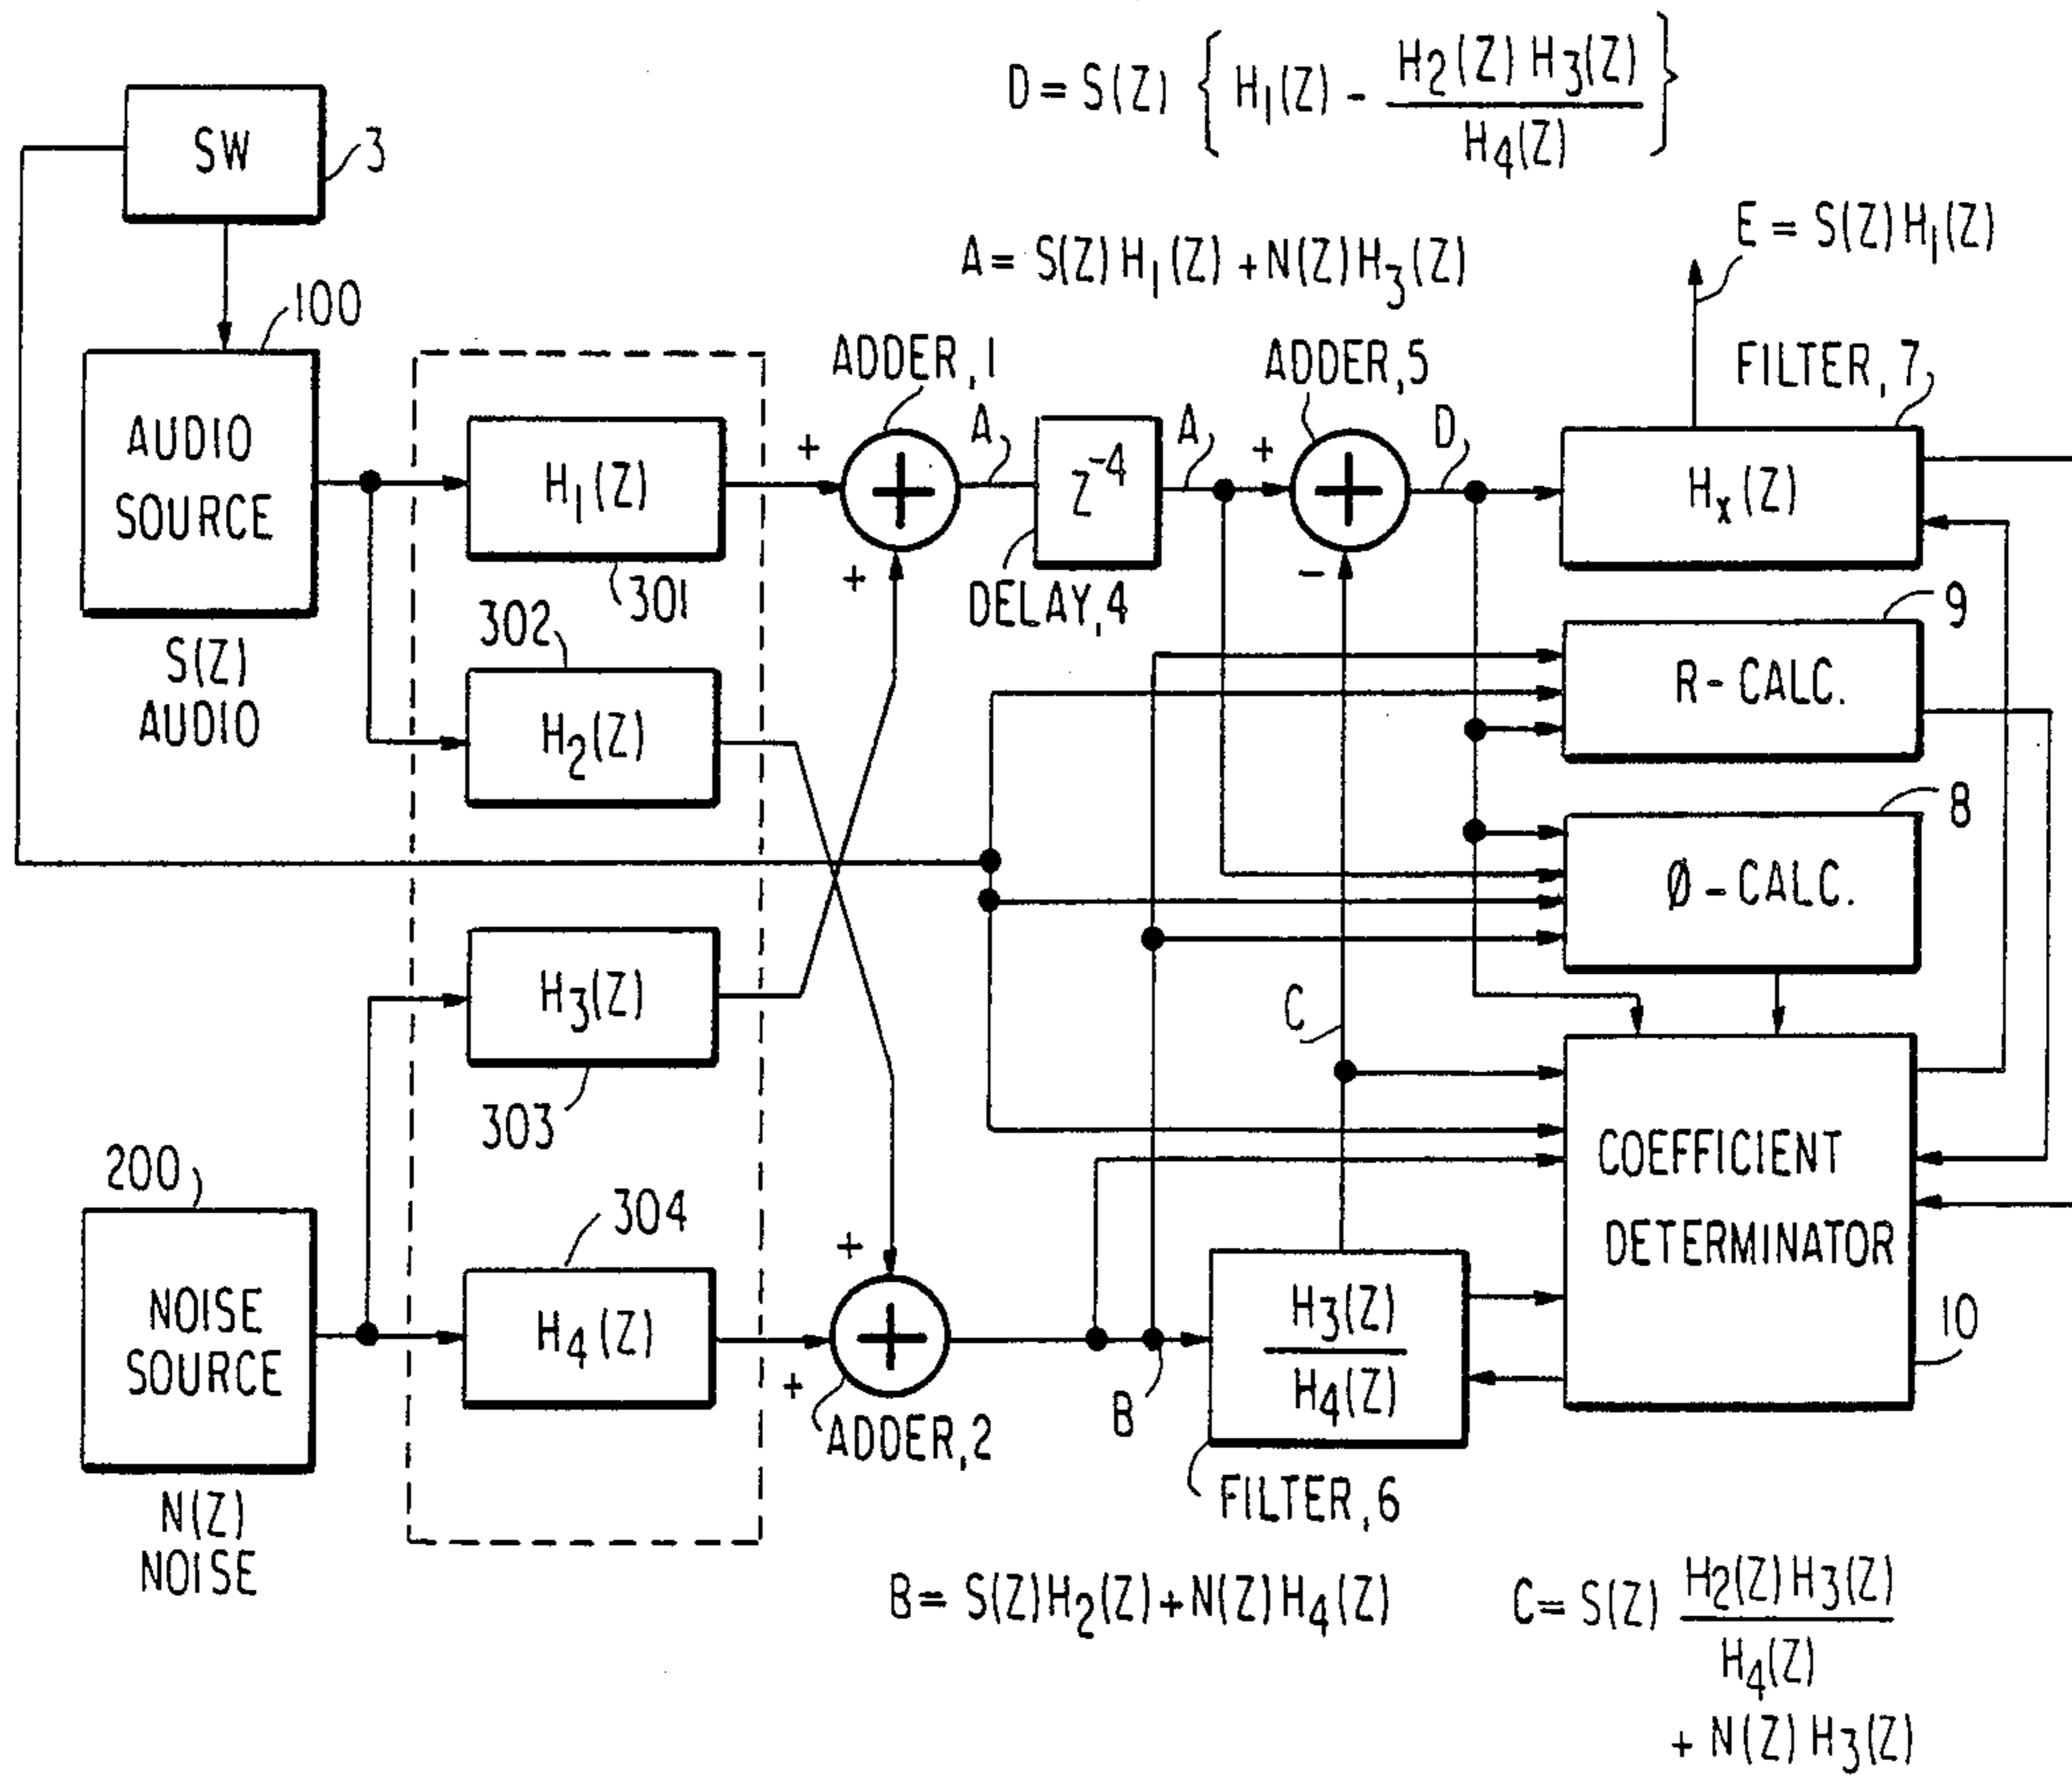 D = S(Z) { H1(Z) - H2(Z) H3(Z) / H4(Z) }
SW
3
E = S(Z) H1(Z)
A = S(Z) H1(Z) + N(Z) H3(Z)
100
ADDER, 1
ADDER, 5
FILTER, 7
AUDIO
SOURCE
H1(Z)
+
A
Z-4
A
+
D
Hx(Z)
301
+
DELAY, 4
-
9
S(Z)
AUDIO
302
H2(Z)
R - CALC.
8
Ø - CALC.
H3(Z)
303
C
200
304
COEFFICIENT
DETERMINATOR
NOISE
SOURCE
H4(Z)
+
+
H3(Z)
H4(Z)
10
ADDER, 2
B
FILTER, 6
N(Z)
NOISE
B = S(Z) H2(Z) + N(Z) H4(Z)
C = S(Z) H2(Z) H3(Z) / H4(Z)
+ N(Z) H3(Z)